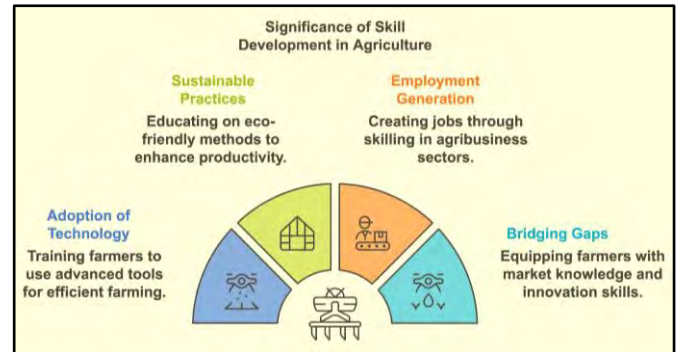 Significance of Skill
Development in Agriculture
Sustainable
Practices
Educating on eco-
friendly methods to
enhance productivity.
Employment
Generation
Creating jobs through
skilling in agribusiness
sectors.
Adoption of
Technology
Training farmers to
use advanced tools
for efficient farming.
Bridging Gaps
Equipping farmers with
market knowledge and
innovation skills.